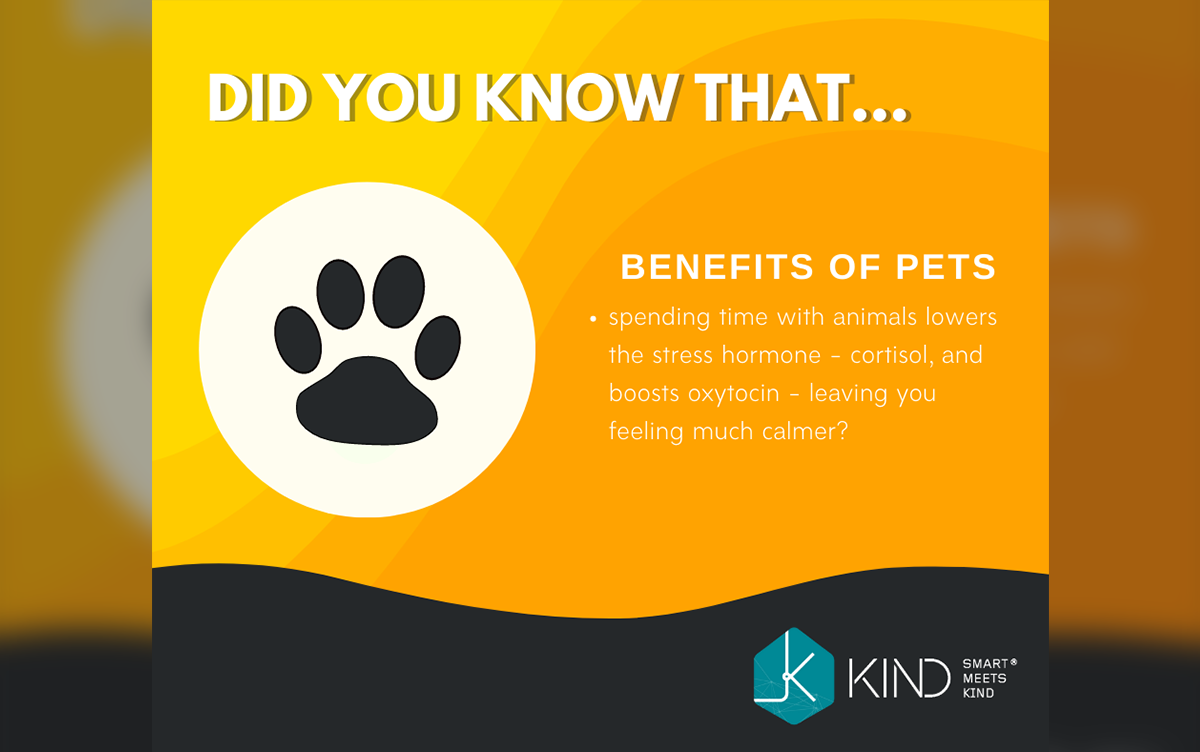 DID YOU KNOW THAT...
BENEFITS OF PETS
• spending time with animals lowers
the stress hormone - cortisol, and
boosts oxytocin - leaving you
feeling much calmer?
KIND
SMART®
MEETS
KIND